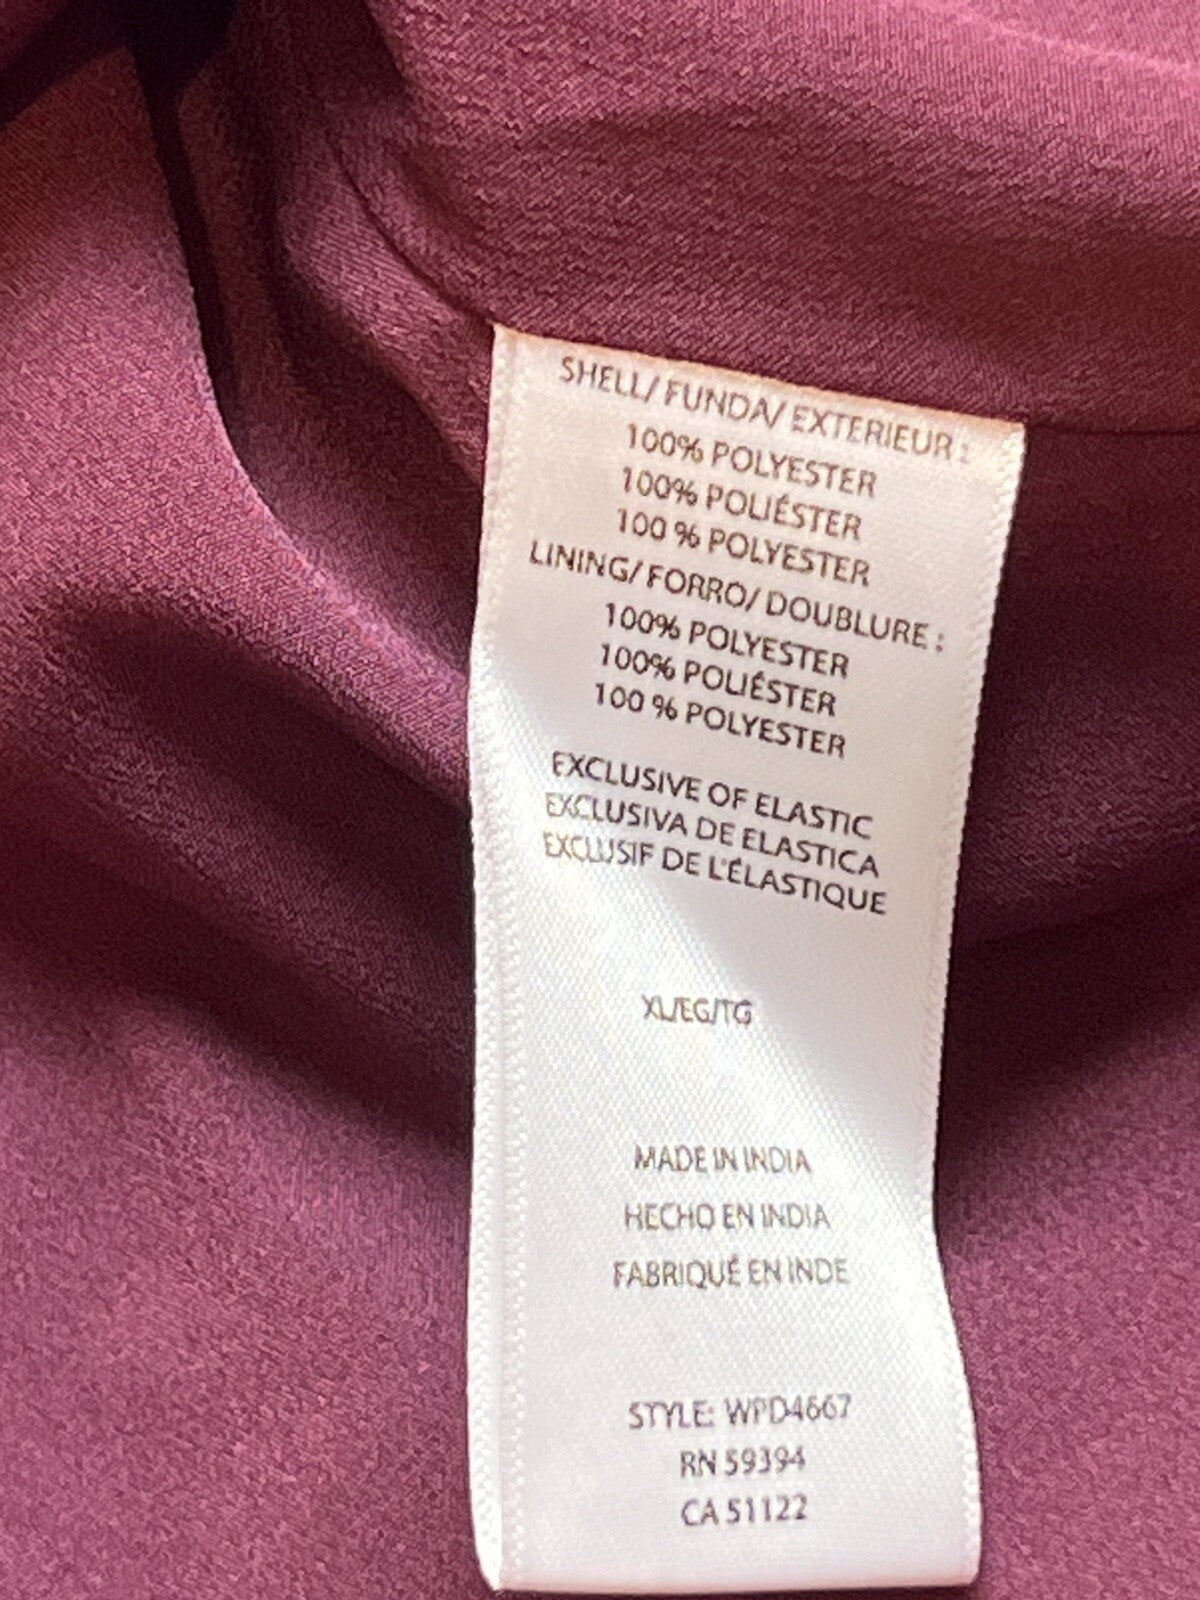 SHELL/ FUNDA/ EXTERIEUR :
100% POLYESTER
100% POLIÉSTER
100 % POLYESTER
LINING/ FORRO/ DOUBLURE :
100% POLYESTER
100% POLIÉSTER
100 % POLYESTER
EXCLUSIVE OF ELASTIC
EXCLUSIVA DE ELASTICA
EXCLUSIF DE L'ÉLASTIQUE
XL/EG/TG
MADE IN INDIA
HECHO EN INDIA
FABRIQUÉ EN INDE
STYLE: WPD4667
RN 59394
CA 51122